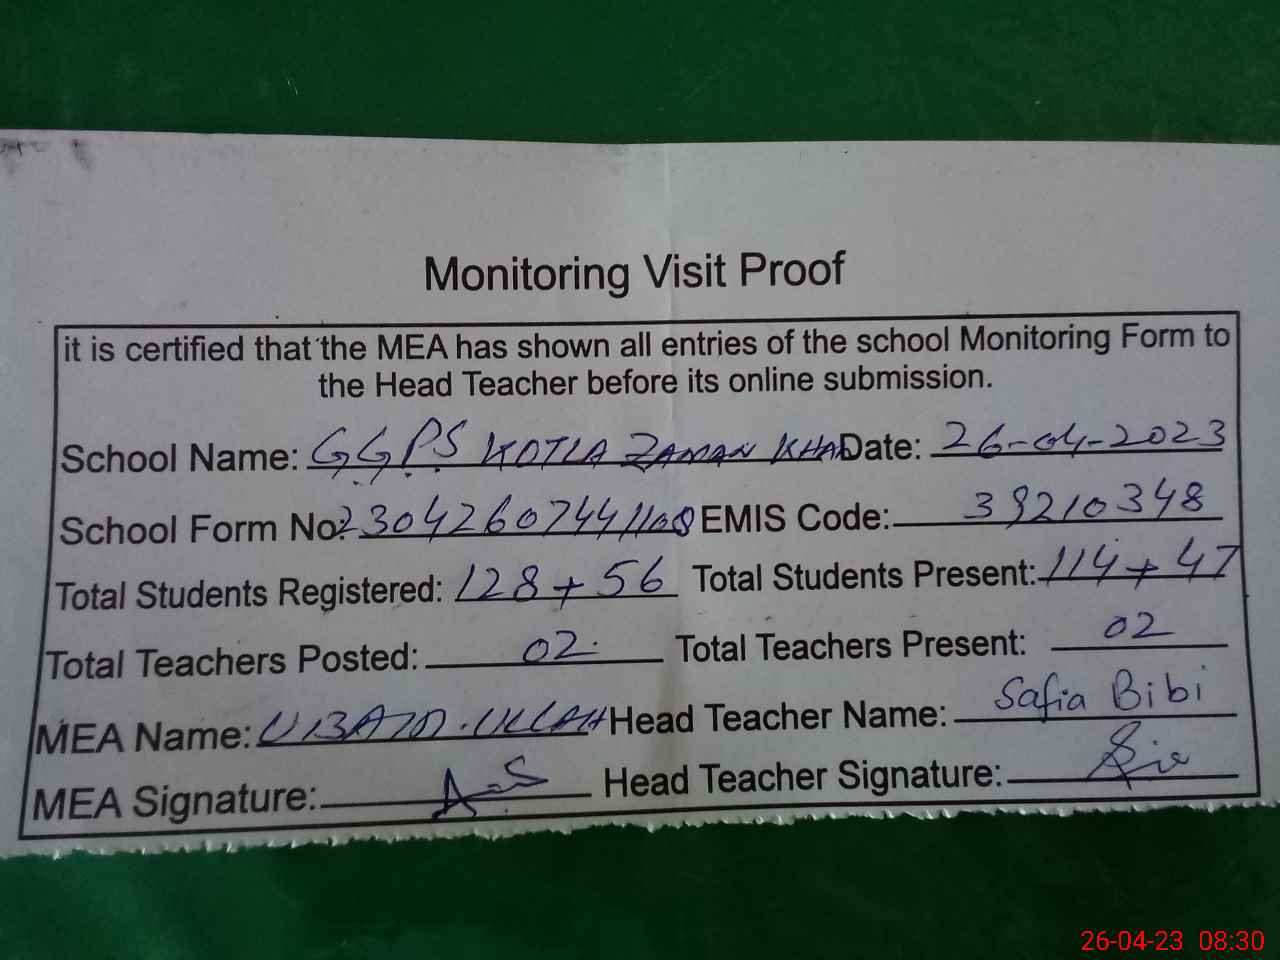 Monitoring Visit Proof
it is certified that the MEA has shown all entries of the school Monitoring Form to
the Head Teacher before its online submission.
School Name: GGPS KOTLA ZAMAN KHAN Date: 26-04-2023
School Form No: 23042607441108 EMIS Code: 39210348
Total Students Registered: 128 + 56 Total Students Present: 114 + 47
Total Teachers Posted: 02 Total Teachers Present: 02
MEA Name: UBAID ULLAH Head Teacher Name: Safia Bibi
MEA Signature: Head Teacher Signature:
26-04-23 08:30